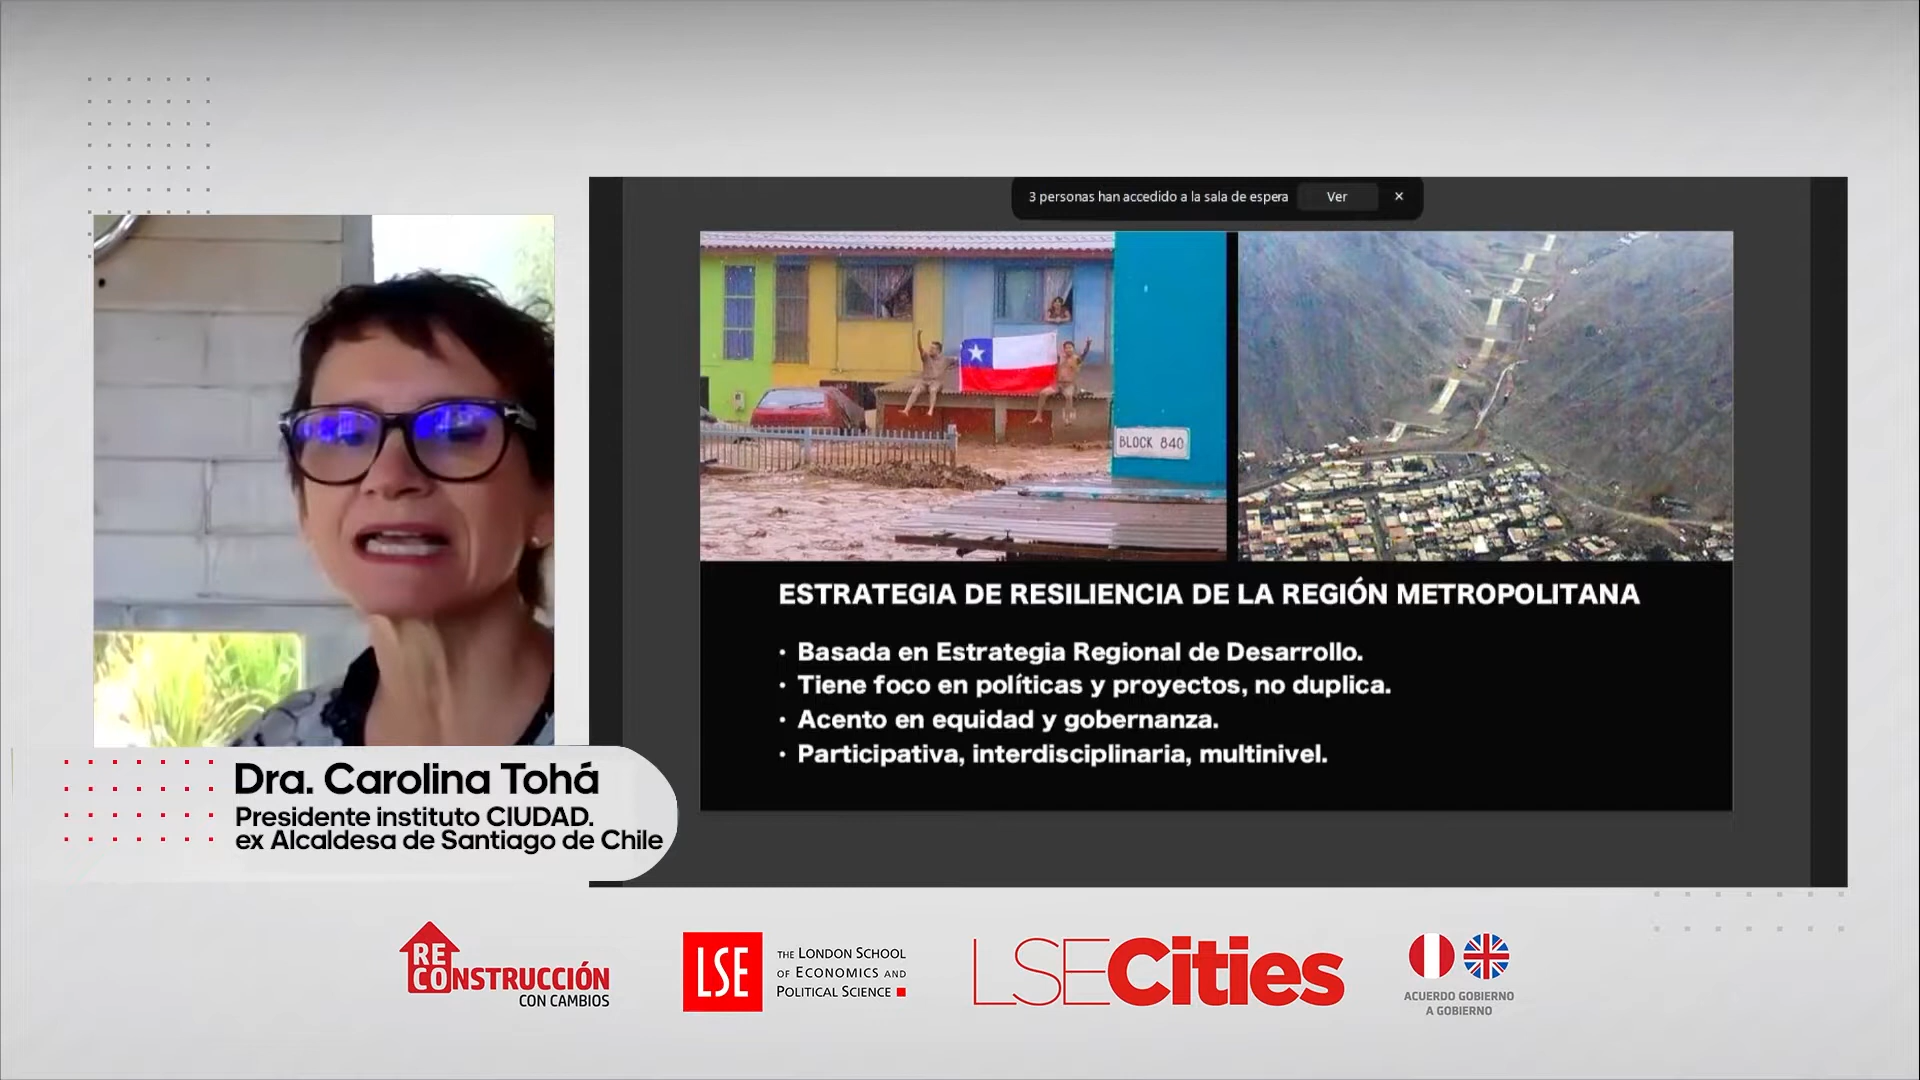 3 personas han accedido a la sala de espera Ver ×
BLOCK 840
ESTRATEGIA DE RESILIENCIA DE LA REGIÓN METROPOLITANA
• Basada en Estrategia Regional de Desarrollo.
• Tiene foco en políticas y proyectos, no duplica.
• Acento en equidad y gobernanza.
• Participativa, interdisciplinaria, multinivel.
Dra. Carolina Tohá
Presidente instituto CIUDAD.
ex Alcaldesa de Santiago de Chile
RE
CONSTRUCCIÓN
CON CAMBIOS
LSE
THE LONDON SCHOOL
OF ECONOMICS AND
POLITICAL SCIENCE
LSECities
ACUERDO GOBIERNO
A GOBIERNO